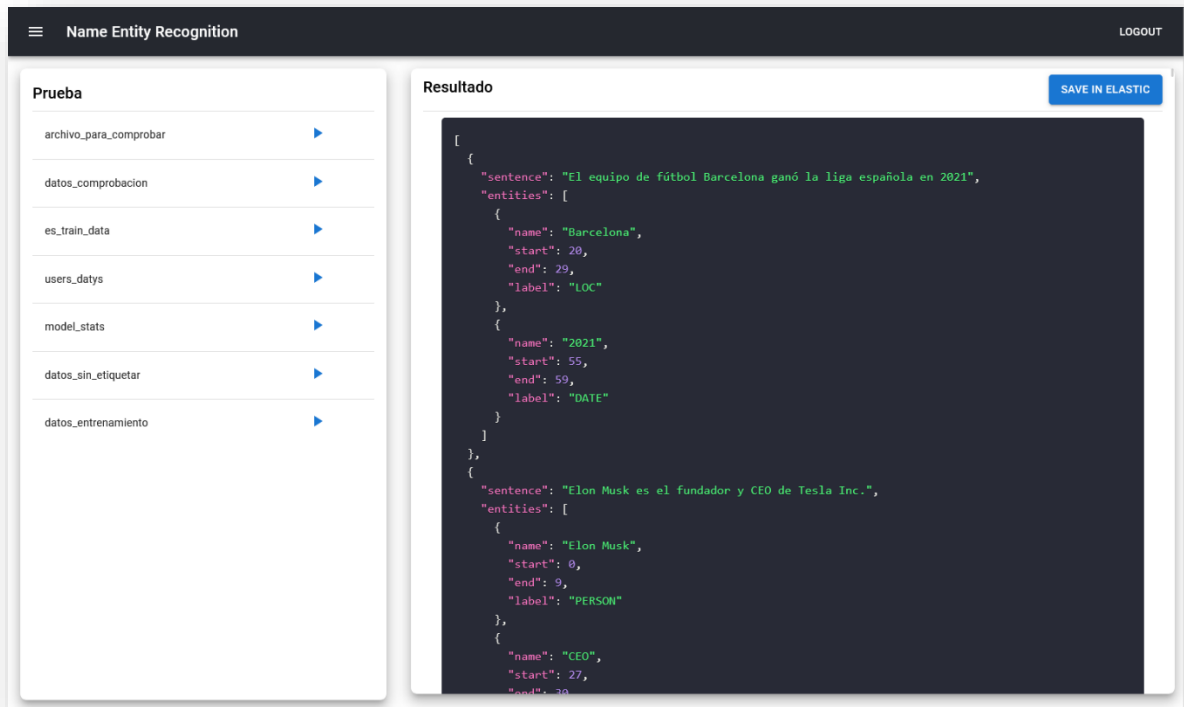 Name Entity Recognition
LOGOUT
Prueba
archivo_para_comprobar
datos_comprobacion
es_train_data
users_datys
model_stats
datos_sin_etiquetar
datos_entrenamiento
Resultado
SAVE IN ELASTIC
[
{
"sentence": "El equipo de fútbol Barcelona ganó la liga española en 2021",
"entities": [
{
"name": "Barcelona",
"start": 20,
"end": 29,
"label": "LOC"
},
{
"name": "2021",
"start": 55,
"end": 59,
"label": "DATE"
}
]
},
{
"sentence": "Elon Musk es el fundador y CEO de Tesla Inc.",
"entities": [
{
"name": "Elon Musk",
"start": 0,
"end": 9,
"label": "PERSON"
},
{
"name": "CEO",
"start": 27,
"end": 30